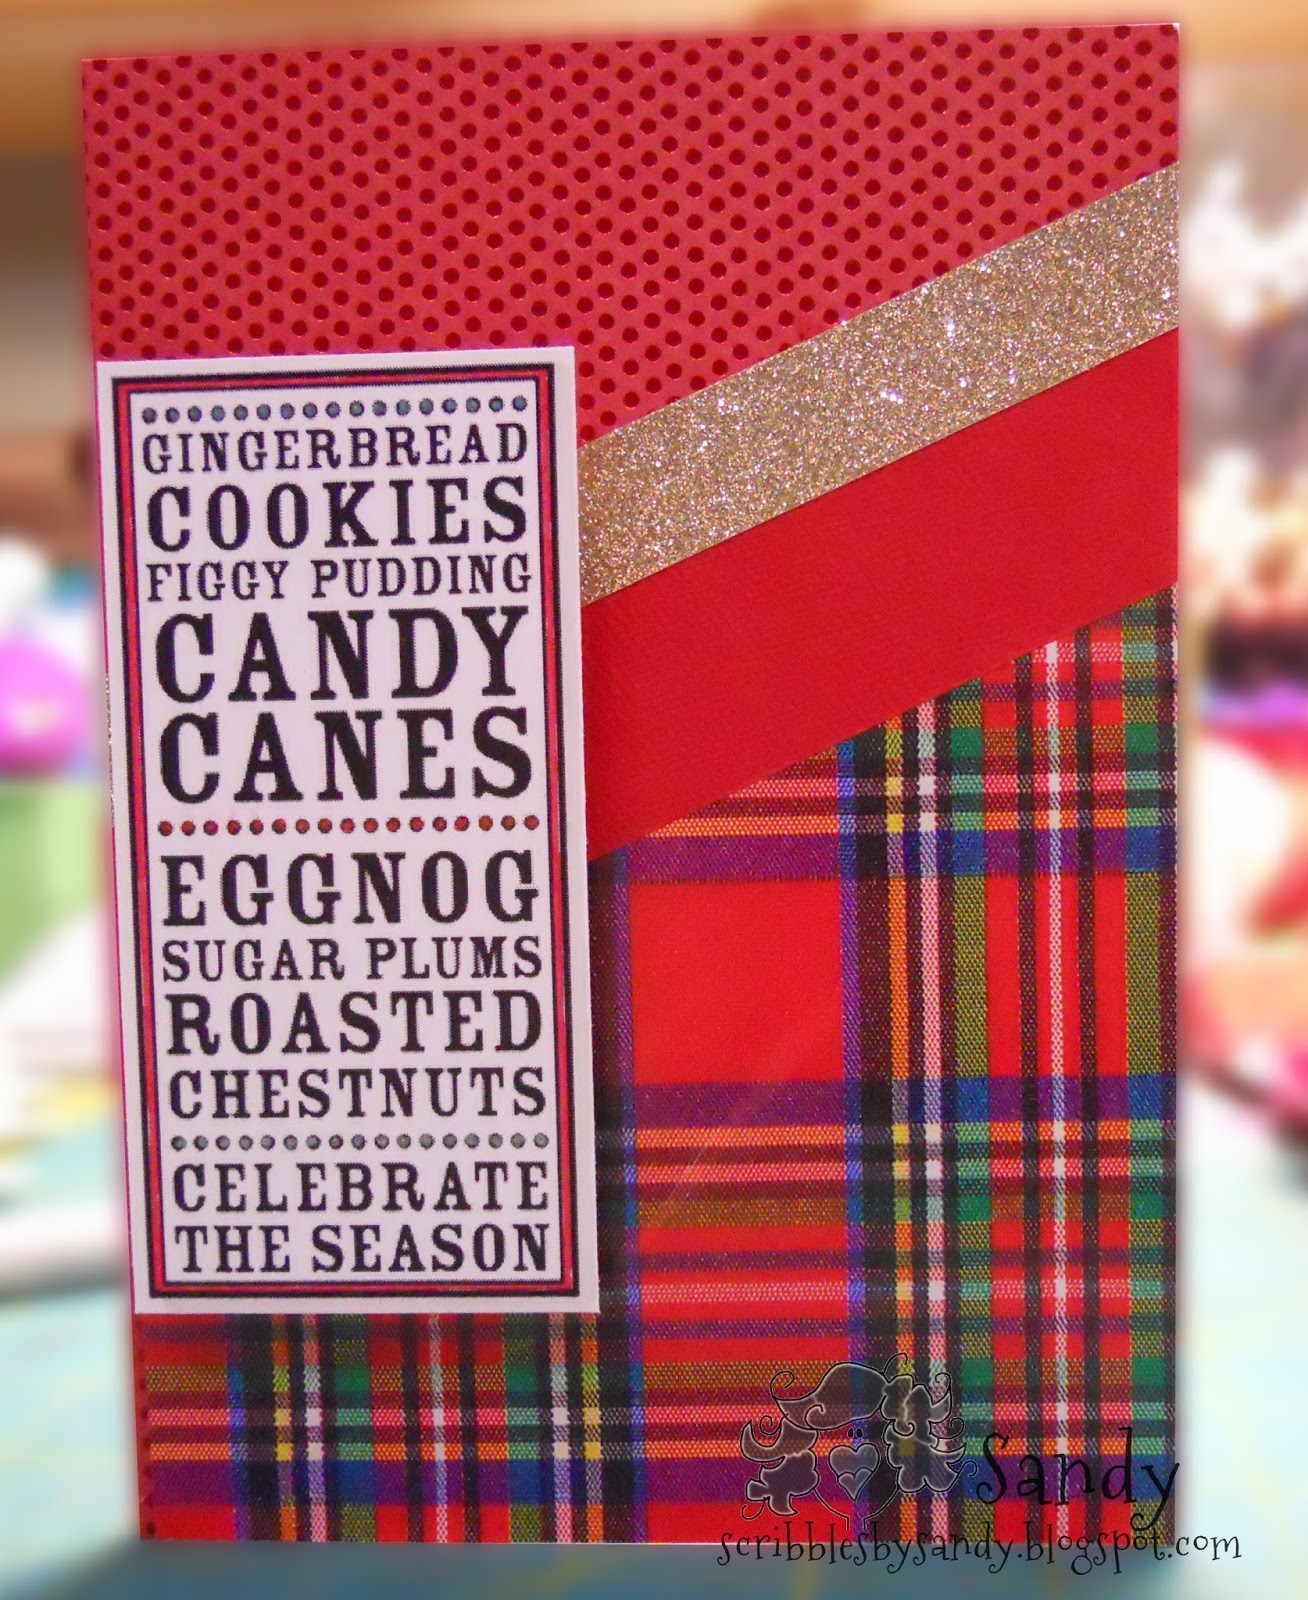 GINGERBREAD
COOKIES
FIGGY PUDDING
CANDY
CANES
EGGNOG
SUGAR PLUMS
ROASTED
CHESTNUTS
CELEBRATE
THE SEASON
Sandy
scribblesbysandy.blogspot.com